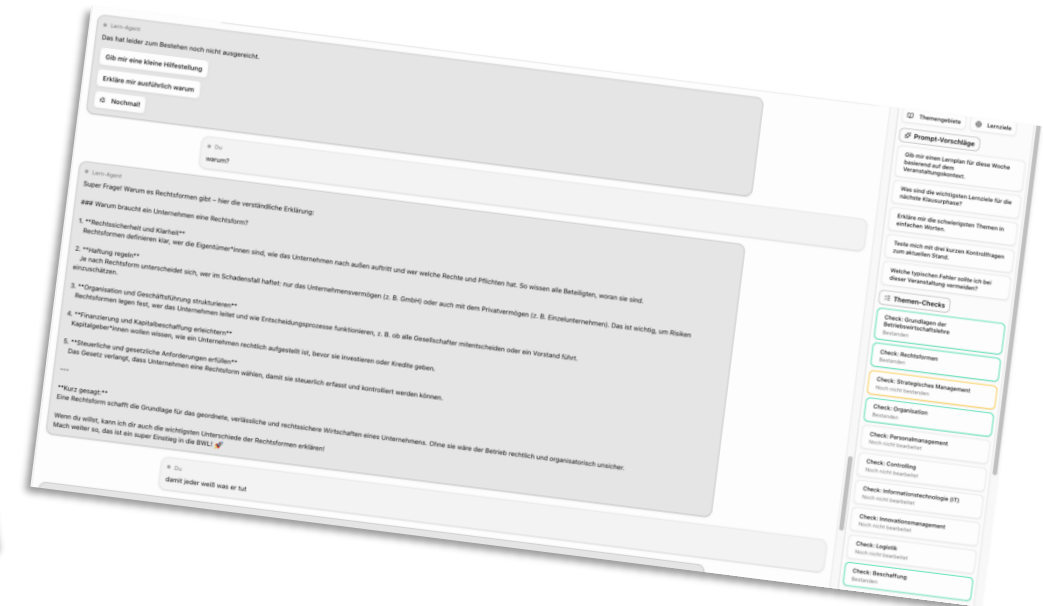 Lern-Agent
Das hat leider zum Bestehen noch nicht ausgereicht.
Gib mir eine kleine Hilfestellung
Erkläre mir ausführlich warum
Nochmal!
Du
warum?
Lern-Agent
Super Frage! Warum es Rechtsformen gibt – hier die verständliche Erklärung:
### Warum braucht ein Unternehmen eine Rechtsform?
1. **Rechtssicherheit und Klarheit**
Rechtsformen definieren klar, wer die Eigentümer*innen sind, wie das Unternehmen nach außen auftritt und wer welche Rechte und Pflichten hat. So wissen alle Beteiligten, woran sie sind.
2. **Haftung regeln**
Je nach Rechtsform unterscheidet sich, wer im Schadensfall haftet: nur das Unternehmensvermögen (z. B. GmbH) oder auch mit dem Privatvermögen (z. B. Einzelunternehmen). Das ist wichtig, um Risiken
einzuschätzen.
3. **Organisation und Geschäftsführung strukturieren**
Rechtsformen legen fest, wer das Unternehmen leitet und wie Entscheidungsprozesse funktionieren, z. B. ob alle Gesellschafter mitentscheiden oder ein Vorstand führt.
4. **Finanzierung und Kapitalbeschaffung erleichtern**
Kapitalgeber*innen wollen wissen, wie ein Unternehmen rechtlich aufgestellt ist, bevor sie investieren oder Kredite geben.
5. **Steuerliche und gesetzliche Anforderungen erfüllen**
Das Gesetz verlangt, dass Unternehmen eine Rechtsform wählen, damit sie steuerlich erfasst und kontrolliert werden können.
---
**Kurz gesagt:**
Eine Rechtsform schafft die Grundlage für das geordnete, verlässliche und rechtssichere Wirtschaften eines Unternehmens. Ohne sie wäre der Betrieb rechtlich und organisatorisch unsicher.
Wenn du willst, kann ich dir auch die wichtigsten Unterschiede der Rechtsformen erklären!
Mach weiter so, das ist ein super Einstieg in die BWL! 🚀
Du
damit jeder weiß was er tut
Themengebiete
Lernziele
Prompt-Vorschläge
Gib mir einen Lernplan für diese Woche
basierend auf dem
Veranstaltungskontext.
Was sind die wichtigsten Lernziele für die
nächste Klausurphase?
Erkläre mir die schwierigsten Themen in
einfachen Worten.
Teste mich mit drei kurzen Kontrollfragen
zum aktuellen Stand.
Welche typischen Fehler sollte ich bei
dieser Veranstaltung vermeiden?
Themen-Checks
Check: Grundlagen der
Betriebswirtschaftslehre
Bestanden
Check: Rechtsformen
Bestanden
Check: Strategisches Management
Noch nicht bestanden
Check: Organisation
Bestanden
Check: Personalmanagement
Noch nicht bearbeitet
Check: Controlling
Noch nicht bearbeitet
Check: Informationstechnologie (IT)
Noch nicht bearbeitet
Check: Innovationsmanagement
Noch nicht bearbeitet
Check: Logistik
Noch nicht bearbeitet
Check: Beschaffung
Bestanden